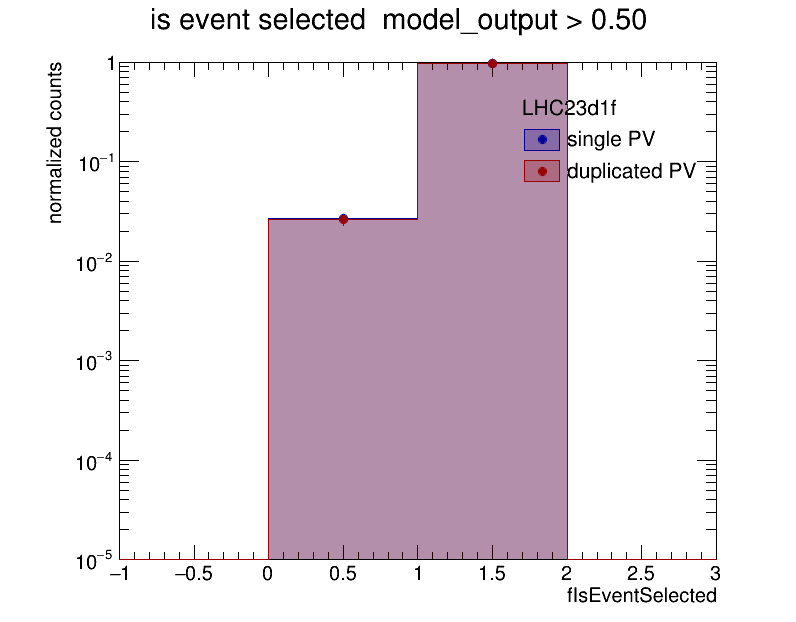 is event selected  model_output > 0.50
normalized counts
1
10−1
10−2
10−3
10−4
10−5
LHC23d1f
single PV
duplicated PV
−1 −0.5 0 0.5 1 1.5 2 2.5 3
fIsEventSelected